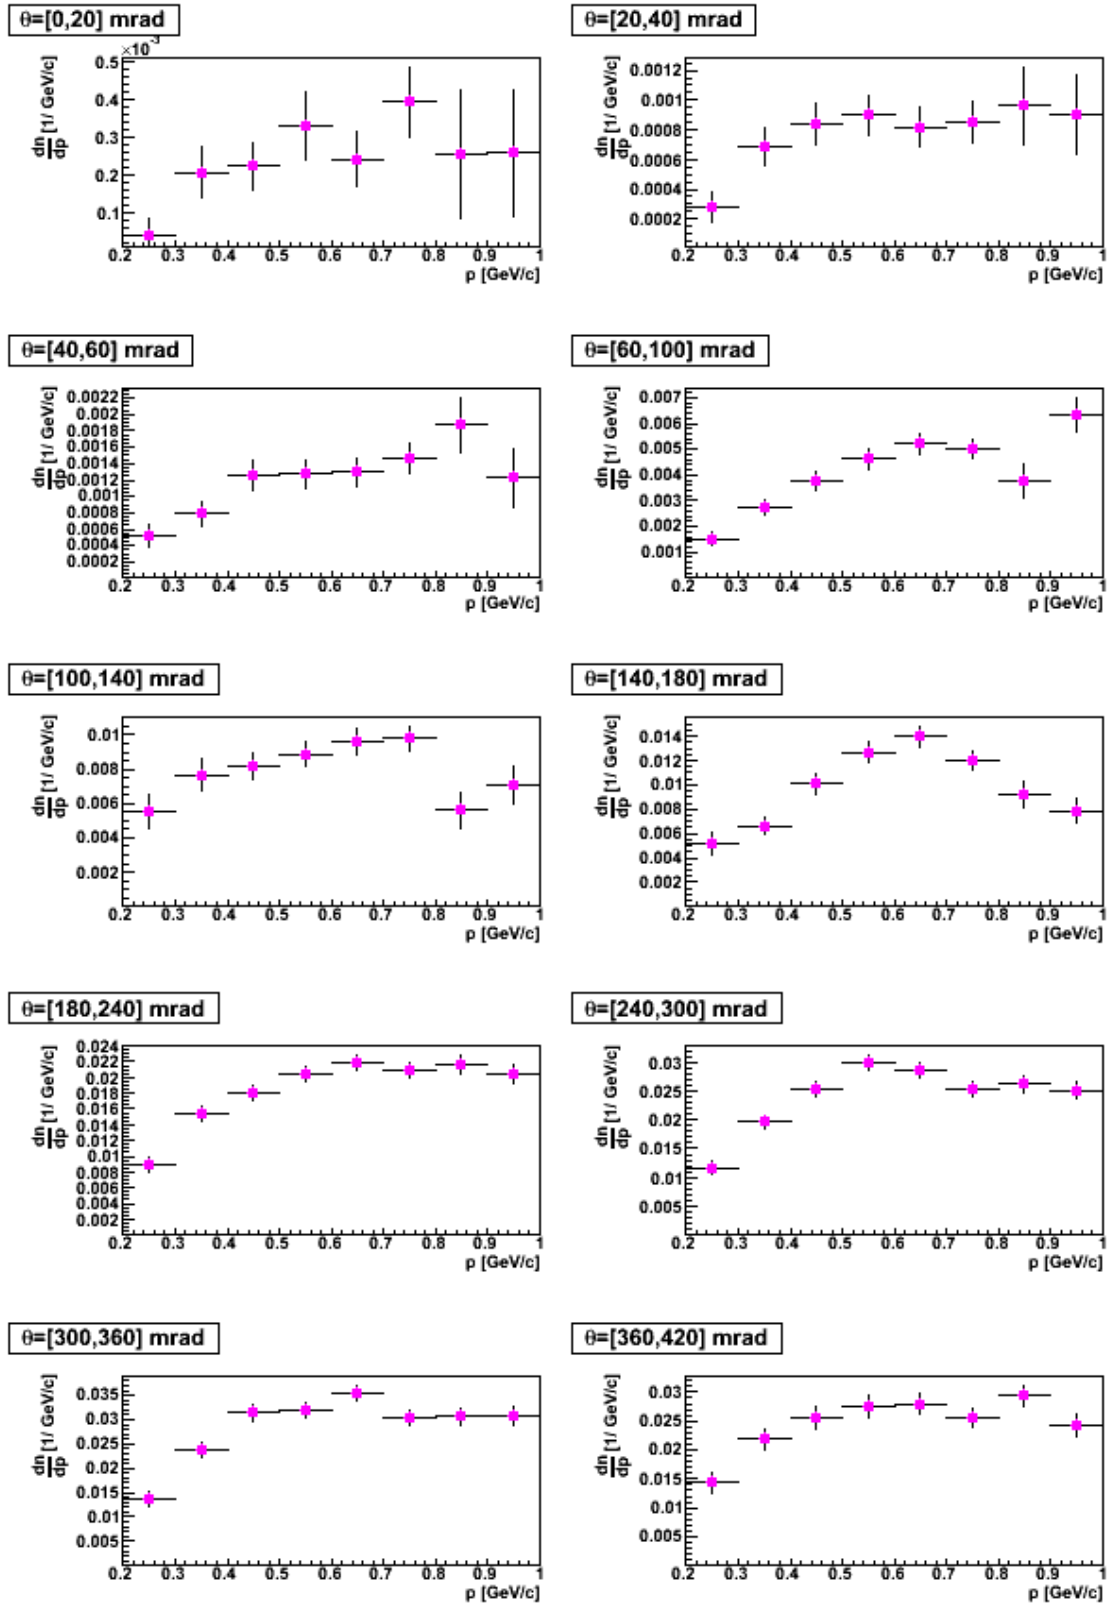 θ=[0,20] mrad
×10⁻³
dn/dp [1/ GeV/c]
0.5
0.4
0.3
0.2
0.1
0.2 0.3 0.4 0.5 0.6 0.7 0.8 0.9 1
p [GeV/c]
θ=[20,40] mrad
dn/dp [1/ GeV/c]
0.0012
0.001
0.0008
0.0006
0.0004
0.0002
0.2 0.3 0.4 0.5 0.6 0.7 0.8 0.9 1
p [GeV/c]
θ=[40,60] mrad
dn/dp [1/ GeV/c]
0.0022
0.002
0.0018
0.0016
0.0014
0.0012
0.001
0.0008
0.0006
0.0004
0.0002
0.2 0.3 0.4 0.5 0.6 0.7 0.8 0.9 1
p [GeV/c]
θ=[60,100] mrad
dn/dp [1/ GeV/c]
0.007
0.006
0.005
0.004
0.003
0.002
0.001
0.2 0.3 0.4 0.5 0.6 0.7 0.8 0.9 1
p [GeV/c]
θ=[100,140] mrad
dn/dp [1/ GeV/c]
0.01
0.008
0.006
0.004
0.002
0.2 0.3 0.4 0.5 0.6 0.7 0.8 0.9 1
p [GeV/c]
θ=[140,180] mrad
dn/dp [1/ GeV/c]
0.014
0.012
0.01
0.008
0.006
0.004
0.002
0.2 0.3 0.4 0.5 0.6 0.7 0.8 0.9 1
p [GeV/c]
θ=[180,240] mrad
dn/dp [1/ GeV/c]
0.024
0.022
0.02
0.018
0.016
0.014
0.012
0.01
0.008
0.006
0.004
0.002
0.2 0.3 0.4 0.5 0.6 0.7 0.8 0.9 1
p [GeV/c]
θ=[240,300] mrad
dn/dp [1/ GeV/c]
0.03
0.025
0.02
0.015
0.01
0.005
0.2 0.3 0.4 0.5 0.6 0.7 0.8 0.9 1
p [GeV/c]
θ=[300,360] mrad
dn/dp [1/ GeV/c]
0.035
0.03
0.025
0.02
0.015
0.01
0.005
0.2 0.3 0.4 0.5 0.6 0.7 0.8 0.9 1
p [GeV/c]
θ=[360,420] mrad
dn/dp [1/ GeV/c]
0.03
0.025
0.02
0.015
0.01
0.005
0.2 0.3 0.4 0.5 0.6 0.7 0.8 0.9 1
p [GeV/c]